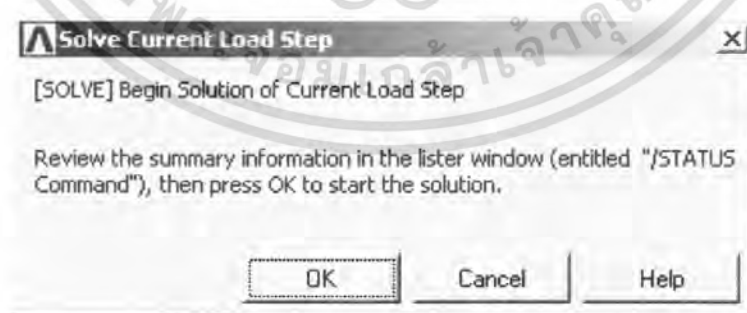 Solve Current Load Step
[SOLVE] Begin Solution of Current Load Step
Review the summary information in the lister window (entitled "/STATUS
Command"), then press OK to start the solution.
OK Cancel Help